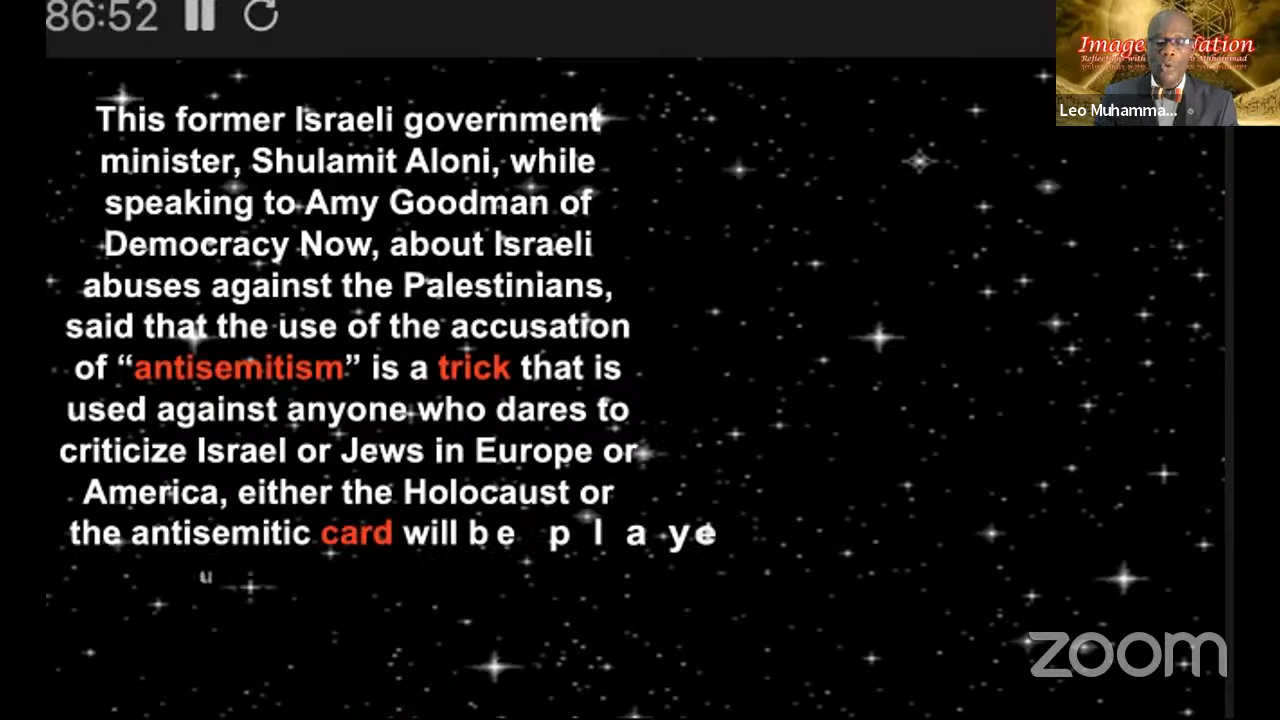 86:52
This former Israeli government
minister, Shulamit Aloni, while
speaking to Amy Goodman of
Democracy Now, about Israeli
abuses against the Palestinians,
said that the use of the accusation
of “antisemitism” is a trick that is
used against anyone who dares to
criticize Israel or Jews in Europe or
America, either the Holocaust or
the antisemitic card will be playe
u
Leo Muhamma...
zoom